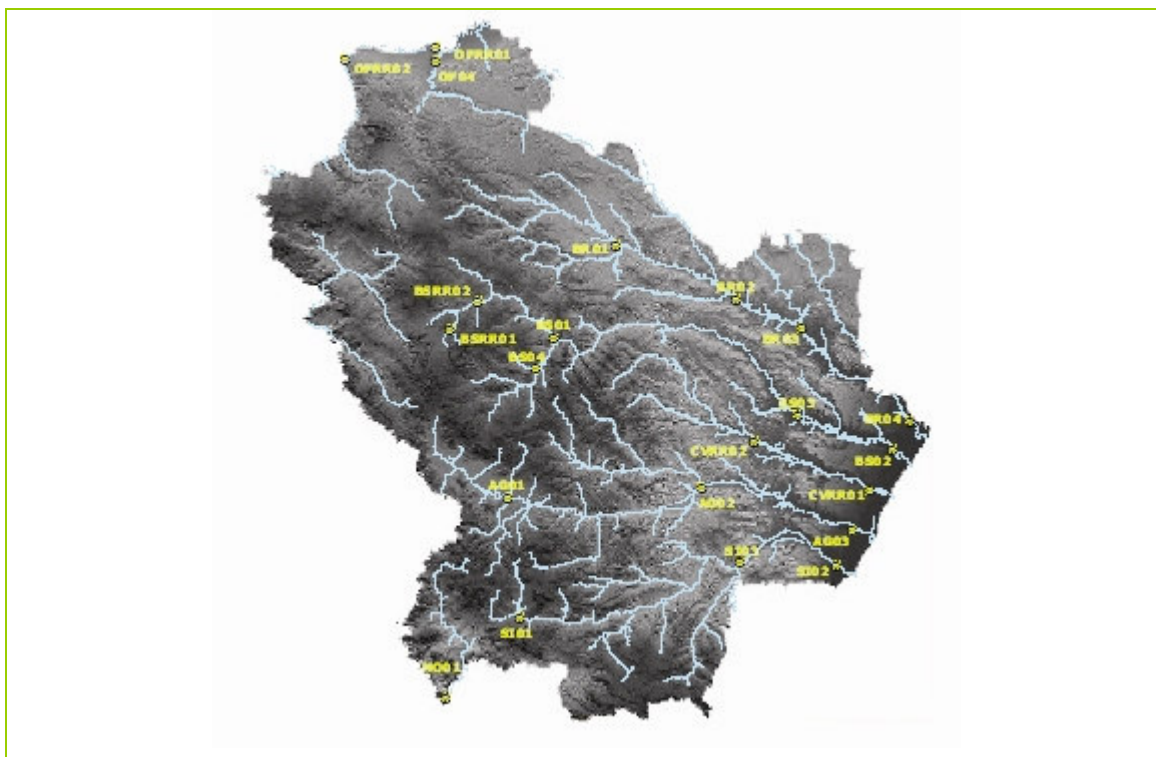 OFRR01
OFRR02
OF04
BR01
BSRR02
BR02
BSRR01
BS01
BR03
BS04
BS03
BR04
CVRR02
BS02
AG01
AG02
CVRR01
AG03
SI03
SI02
SI01
NO01